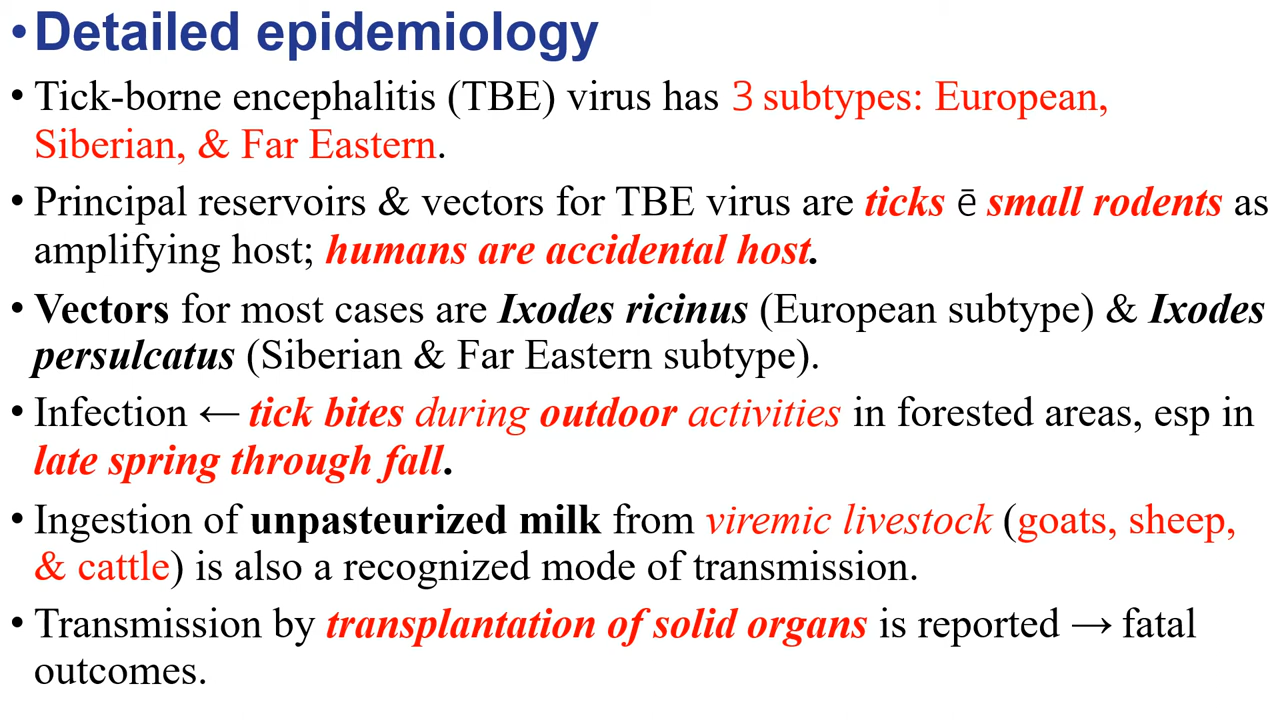 •Detailed epidemiology
• Tick-borne encephalitis (TBE) virus has 3 subtypes: European,
Siberian, & Far Eastern.
• Principal reservoirs & vectors for TBE virus are ticks ē small rodents as
amplifying host; humans are accidental host.
• Vectors for most cases are Ixodes ricinus (European subtype) & Ixodes
persulcatus (Siberian & Far Eastern subtype).
• Infection ← tick bites during outdoor activities in forested areas, esp in
late spring through fall.
• Ingestion of unpasteurized milk from viremic livestock (goats, sheep,
& cattle) is also a recognized mode of transmission.
• Transmission by transplantation of solid organs is reported → fatal
outcomes.